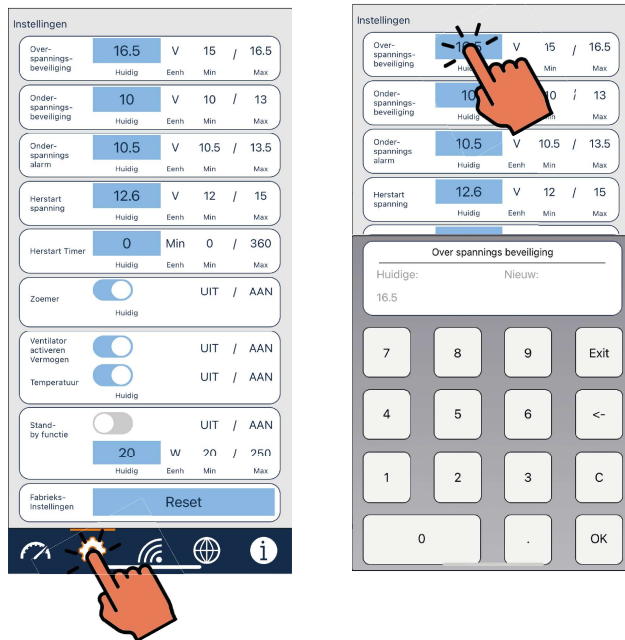 Instellingen
Over-
spannings-
beveiliging
16.5 V 15 / 16.5
Huidig Eenh Min Max
Onder-
spannings-
beveiliging
10 V 10 / 13
Huidig Eenh Min Max
Onder-
spannings
alarm
10.5 V 10.5 / 13.5
Huidig Eenh Min Max
Herstart
spanning
12.6 V 12 / 15
Huidig Eenh Min Max
Herstart Timer
0 Min 0 / 360
Huidig Eenh Min Max
Zoemer
UIT / AAN
Huidig
Ventilator
activeren
Vermogen
UIT / AAN
Temperatuur
UIT / AAN
Huidig
Stand-
by functie
UIT / AAN
20 W 20 / 250
Huidig Eenh Min Max
Fabrieks-
Instellingen
Reset
i
Instellingen
Over-
spannings-
beveiliging
V 15 / 16.5
Min Max
Onder-
spannings-
beveiliging
10 / 13
Huidig Max
Onder-
spannings
alarm
10.5 V 10.5 / 13.5
Huidig Eenh Min Max
Herstart
spanning
12.6 V 12 / 15
Huidig Eenh Min Max
Over spannings beveiliging
Huidige: Nieuw:
16.5
7 8 9 Exit
4 5 6 <-
1 2 3 C
0 . OK